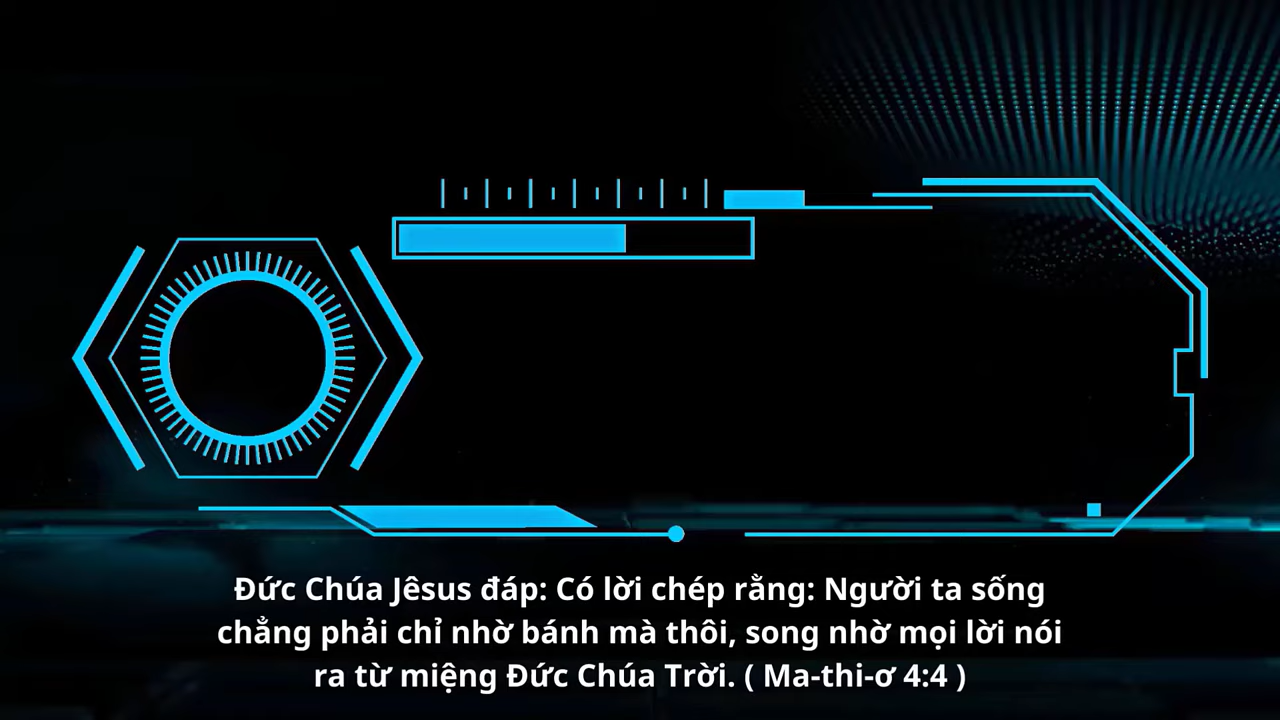 Đức Chúa Jêsus đáp: Có lời chép rằng: Người ta sống
chẳng phải chỉ nhờ bánh mà thôi, song nhờ mọi lời nói
ra từ miệng Đức Chúa Trời. ( Ma-thi-ơ 4:4 )